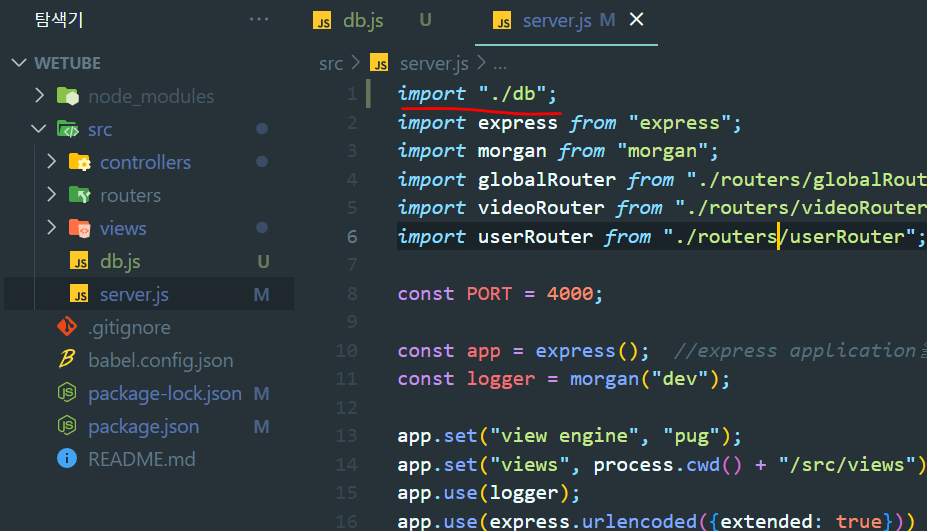 탐색기 ...
JS db.js U JS server.js M
WETUBE
src > JS server.js > ...
node_modules
src
controllers
routers
views
JS db.js U
JS server.js M
.gitignore
babel.config.json
package-lock.json M
package.json M
README.md
1 import "./db";
2 import express from "express";
3 import morgan from "morgan";
4 import globalRouter from "./routers/globalRout
5 import videoRouter from "./routers/videoRouter
6 import userRouter from "./routers/userRouter";
7
8 const PORT = 4000;
9
10 const app = express(); //express application
11 const logger = morgan("dev");
12
13 app.set("view engine", "pug");
14 app.set("views", process.cwd() + "/src/views")
15 app.use(logger);
16 app.use(express.urlencoded({extended: true}))